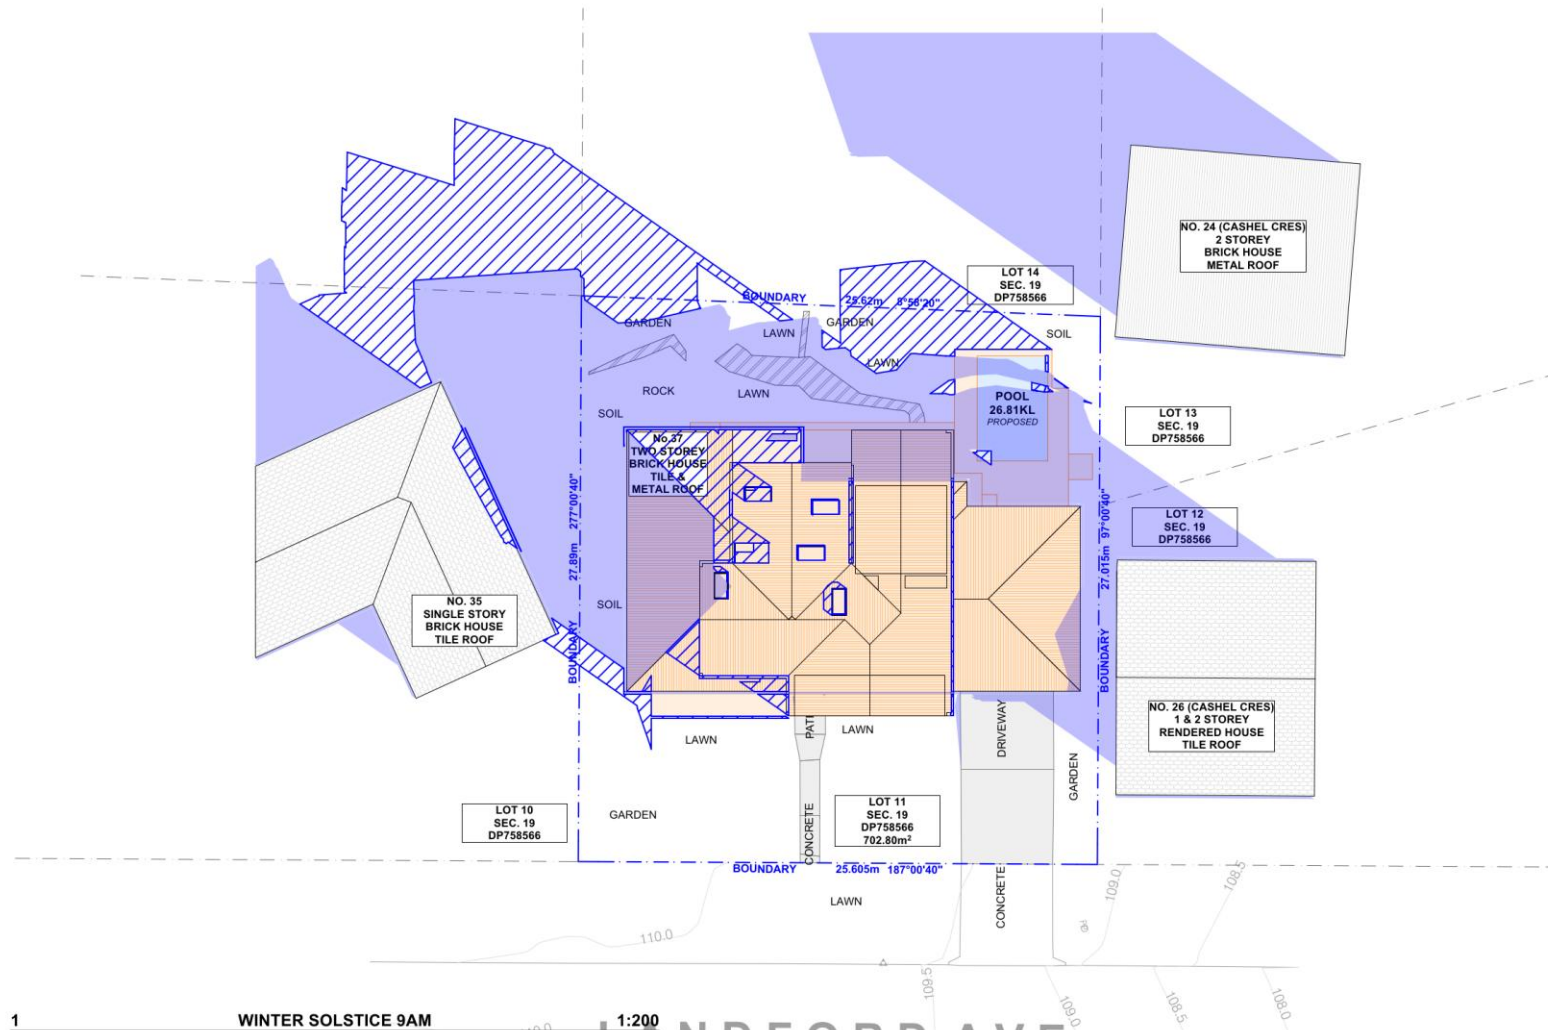 NO. 24 (CASHEL CRES)
2 STOREY
BRICK HOUSE
METAL ROOF
LOT 14
SEC. 19
DP758566
BOUNDARY 25.62m 8°58'20"
GARDEN
LAWN
GARDEN
SOIL
LAWN
ROCK
LAWN
POOL
26.81KL
PROPOSED
SOIL
LOT 13
SEC. 19
DP758566
No.37
TWO STOREY
BRICK HOUSE
TILE &
METAL ROOF
BOUNDARY 27.89m 277°00'40"
BOUNDARY 27.015m 97°00'40"
LOT 12
SEC. 19
DP758566
NO. 35
SINGLE STORY
BRICK HOUSE
TILE ROOF
SOIL
NO. 26 (CASHEL CRES)
1 & 2 STOREY
RENDERED HOUSE
TILE ROOF
LAWN
LAWN
DRIVEWAY
GARDEN
LOT 10
SEC. 19
DP758566
GARDEN
CONCRETE
LOT 11
SEC. 19
DP758566
702.80m²
BOUNDARY 25.605m 187°00'40"
LAWN
CONCRETE
109.0
108.5
110.0
109.5
109.0
108.5
108.0
1 WINTER SOLSTICE 9AM 1:200